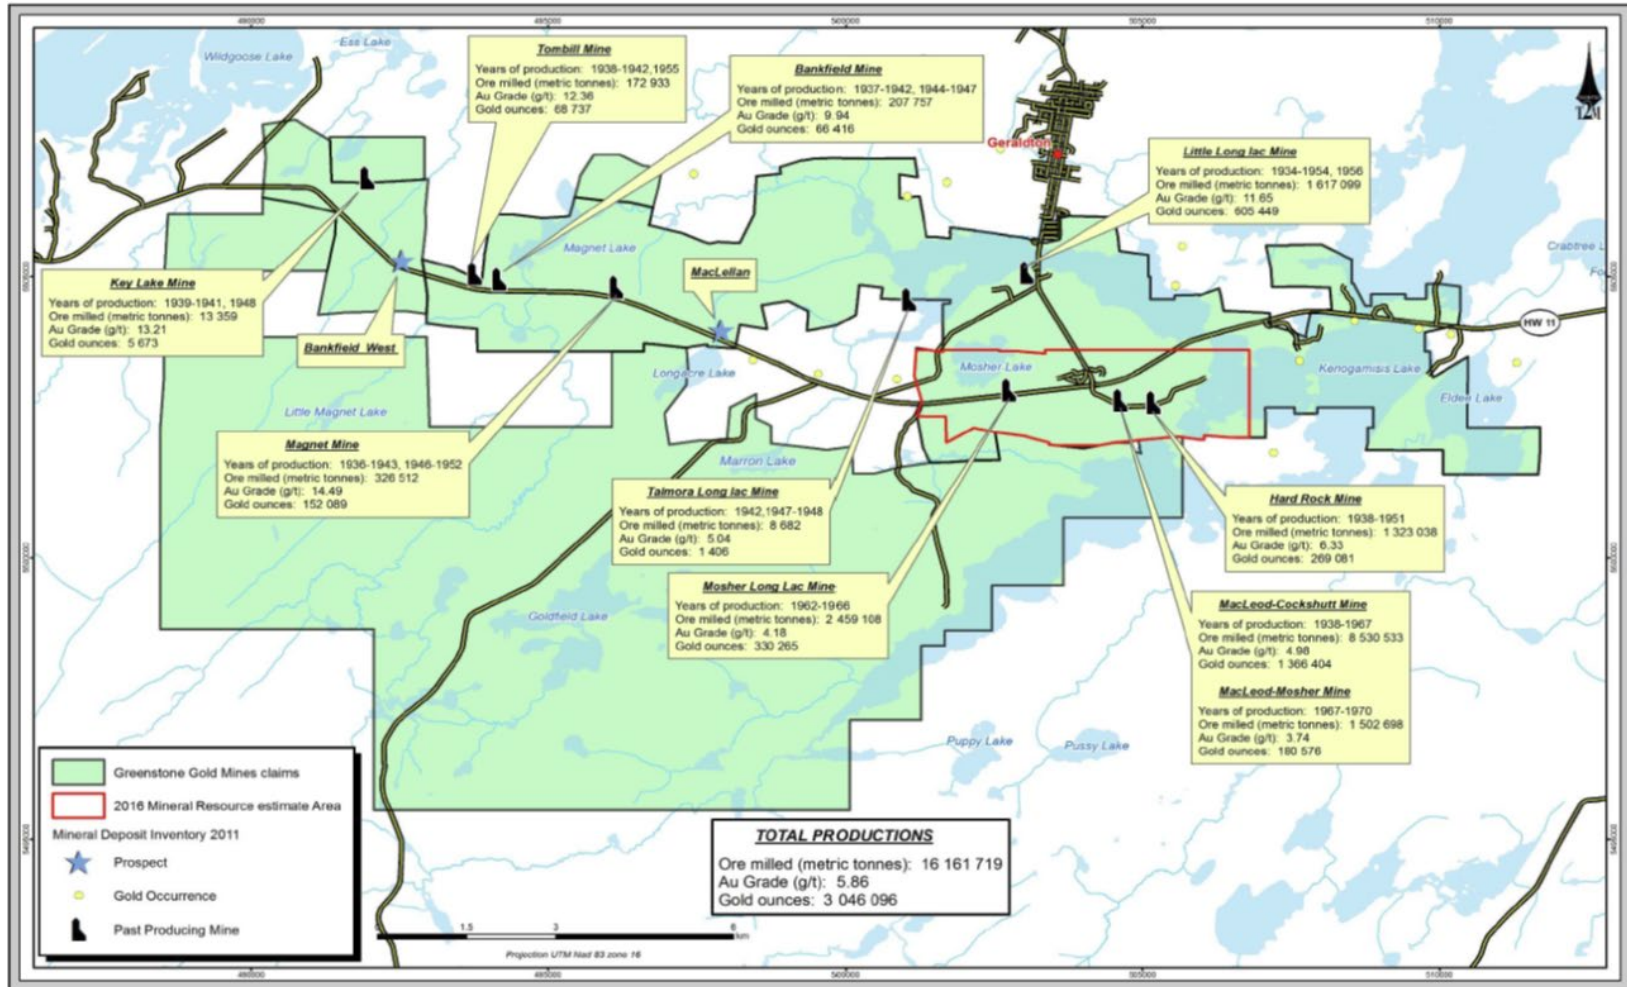 480000 485000 500000 505000 510000
Ess Lake
Wildgoose Lake
Tombill Mine
Years of production: 1938-1942,1955
Ore milled (metric tonnes): 172 933
Au Grade (g/t): 12.36
Gold ounces: 68 737
Bankfield Mine
Years of production: 1937-1942, 1944-1947
Ore milled (metric tonnes): 207 757
Au Grade (g/t): 9.94
Gold ounces: 66 416
Geraldton
Little Long lac Mine
Years of production: 1934-1954, 1956
Ore milled (metric tonnes): 1 617 099
Au Grade (g/t): 11.65
Gold ounces: 605 449
Magnet Lake
Crabtree L
Key Lake Mine
Years of production: 1939-1941, 1948
Ore milled (metric tonnes): 13 359
Au Grade (g/t): 13.21
Gold ounces: 5 673
MacLellan
HW 11
Bankfield West
Longacre Lake
Mosher Lake
Kenogamisis Lake
Eldee Lake
Little Magnet Lake
Magnet Mine
Years of production: 1936-1943, 1946-1952
Ore milled (metric tonnes): 326 512
Au Grade (g/t): 14.49
Gold ounces: 152 089
Marron Lake
Talmora Long lac Mine
Years of production: 1942,1947-1948
Ore milled (metric tonnes): 8 682
Au Grade (g/t): 5.04
Gold ounces: 1 406
Hard Rock Mine
Years of production: 1938-1951
Ore milled (metric tonnes): 1 323 038
Au Grade (g/t): 6.33
Gold ounces: 269 081
Mosher Long Lac Mine
Years of production: 1962-1966
Ore milled (metric tonnes): 2 459 108
Au Grade (g/t): 4.18
Gold ounces: 330 265
Goldfield Lake
MacLeod-Cockshutt Mine
Years of production: 1938-1967
Ore milled (metric tonnes): 8 530 533
Au Grade (g/t): 4.98
Gold ounces: 1 366 404
MacLeod-Mosher Mine
Years of production: 1967-1970
Ore milled (metric tonnes): 1 502 698
Au Grade (g/t): 3.74
Gold ounces: 180 576
Puppy Lake
Pussy Lake
Greenstone Gold Mines claims
2016 Mineral Resource estimate Area
Mineral Deposit Inventory 2011
Prospect
Gold Occurrence
Past Producing Mine
TOTAL PRODUCTIONS
Ore milled (metric tonnes): 16 161 719
Au Grade (g/t): 5.86
Gold ounces: 3 046 096
0 1.5 3 6
km
Projection UTM Nad 83 zone 16
480000 485000 500000 505000 510000